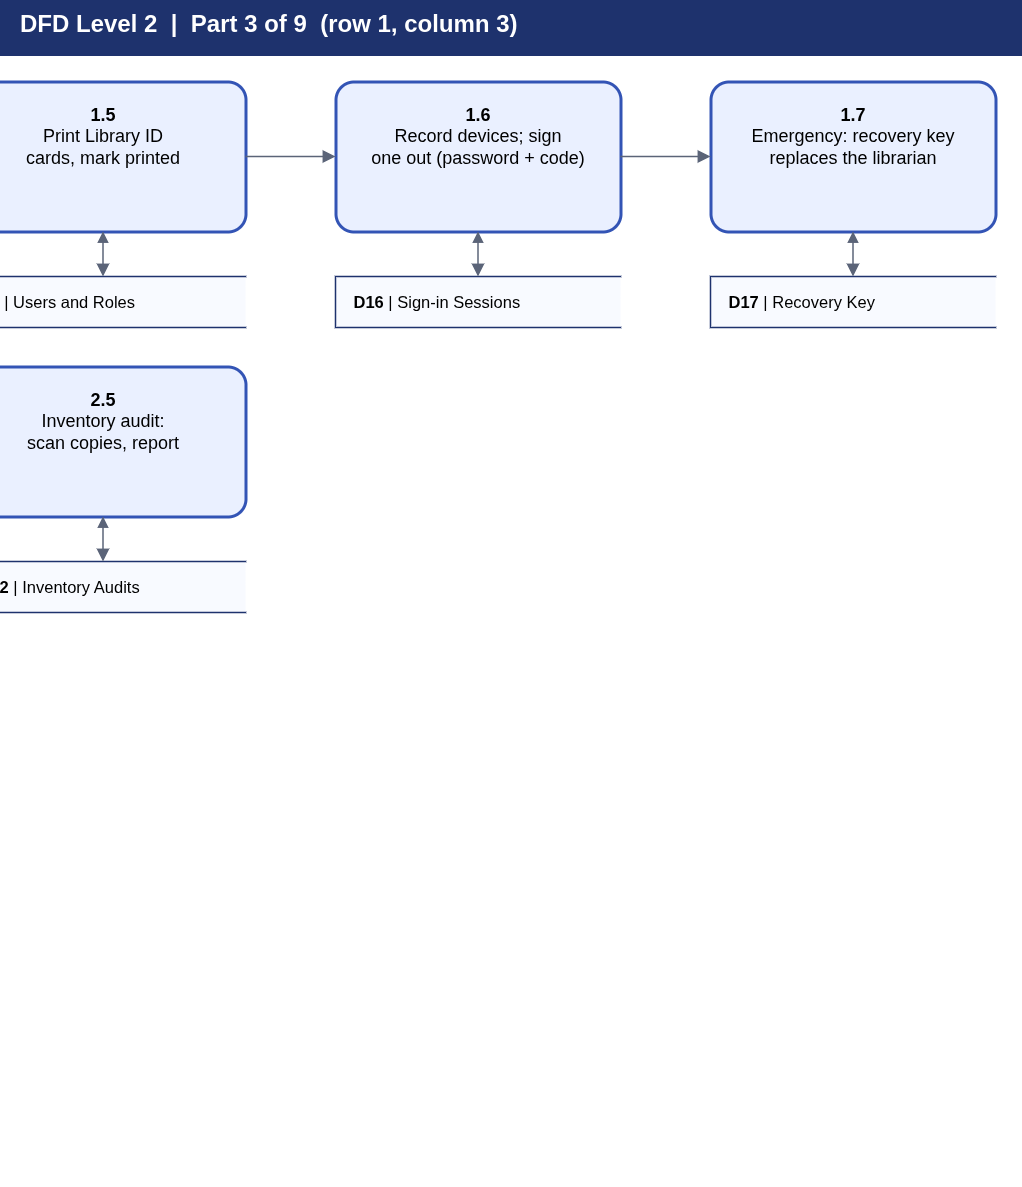 DFD Level 2 | Part 3 of 9 (row 1, column 3)
1.5
Print Library ID
cards, mark printed
1.6
Record devices; sign
one out (password + code)
1.7
Emergency: recovery key
replaces the librarian
| Users and Roles
D16 | Sign-in Sessions
D17 | Recovery Key
2.5
Inventory audit:
scan copies, report
2 | Inventory Audits